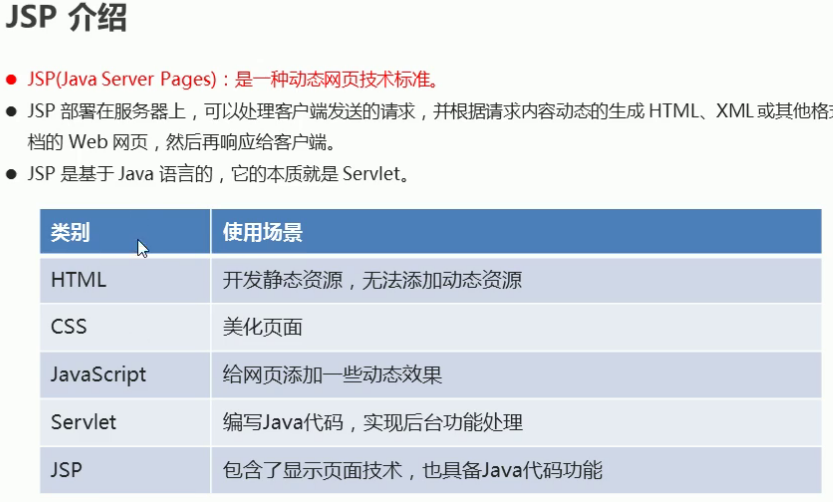 JSP 介绍
JSP(Java Server Pages)：是一种动态网页技术标准。
JSP 部署在服务器上，可以处理客户端发送的请求，并根据请求内容动态的生成 HTML、XML 或其他格
档的 Web 网页，然后再响应给客户端。
JSP 是基于 Java 语言的，它的本质就是 Servlet。
类别 使用场景
HTML 开发静态资源，无法添加动态资源
CSS 美化页面
JavaScript 给网页添加一些动态效果
Servlet 编写Java代码，实现后台功能处理
JSP 包含了显示页面技术，也具备Java代码功能